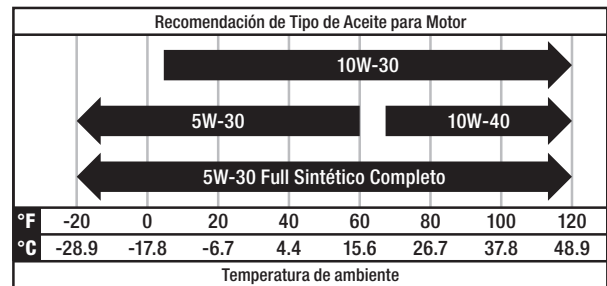 Recomendación de Tipo de Aceite para Motor
10W-30
5W-30 10W-40
5W-30 Full Sintético Completo
°F -20 0 20 40 60 80 100 120
°C -28.9 -17.8 -6.7 4.4 15.6 26.7 37.8 48.9
Temperatura de ambiente